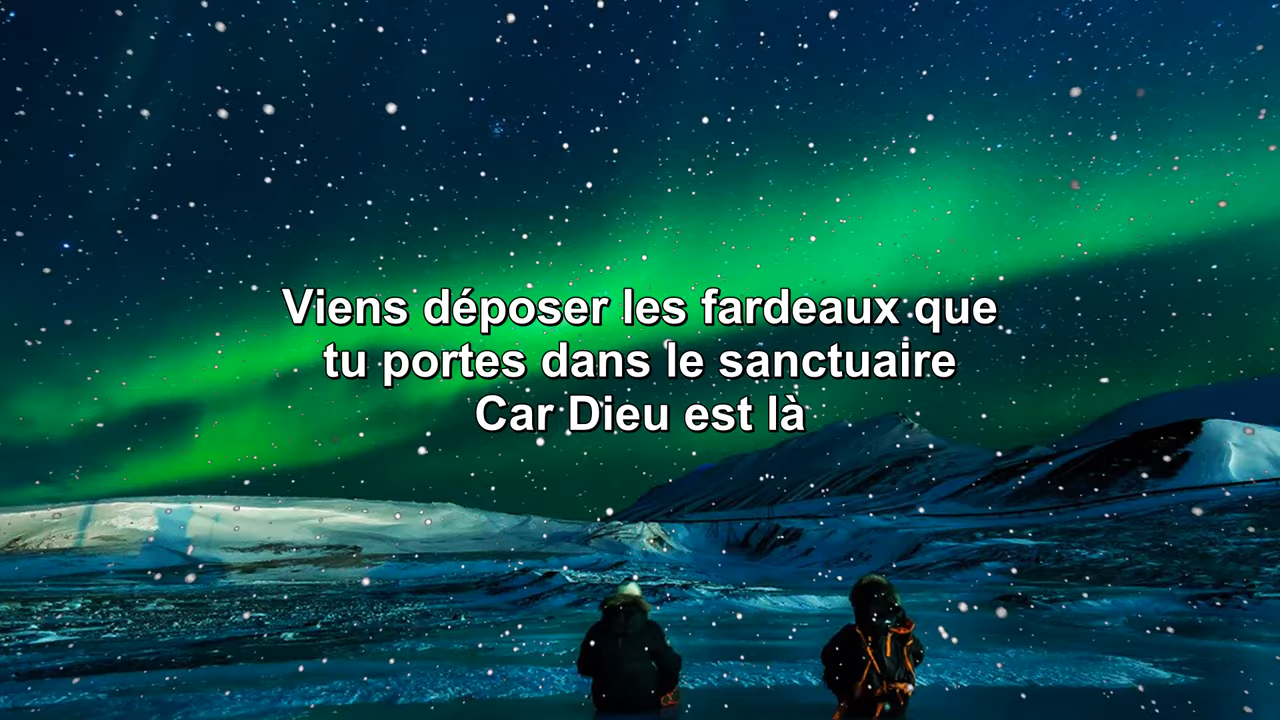 Viens déposer les fardeaux que
tu portes dans le sanctuaire
Car Dieu est là